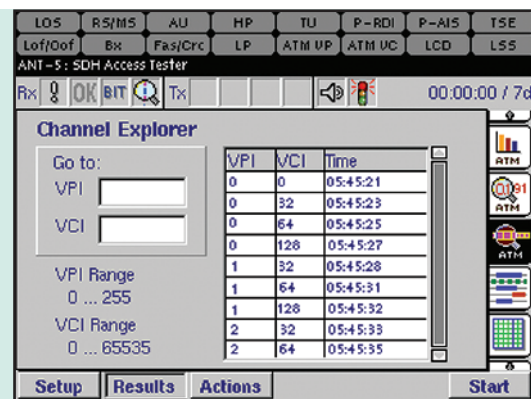 LOS R5/M5 AU HP TU P-RDI P-AIS TSE
Lof/Oof Bx Fas/Crc LP ATM VP ATM VC LCD LSS
ANT-5: SDH Access Tester
Rx OK BIT Tx 00:00:00 / 7d
Channel Explorer
Go to:
VPI
VCI
VPI Range
0 ... 255
VCI Range
0 ... 65535
VPI VCI Time
0 0 05:45:21
0 32 05:45:23
0 64 05:45:25
0 128 05:45:27
1 32 05:45:28
1 64 05:45:31
1 128 05:45:32
2 32 05:45:33
2 64 05:45:35
ATM
ATM
ATM
Setup Results Actions Start